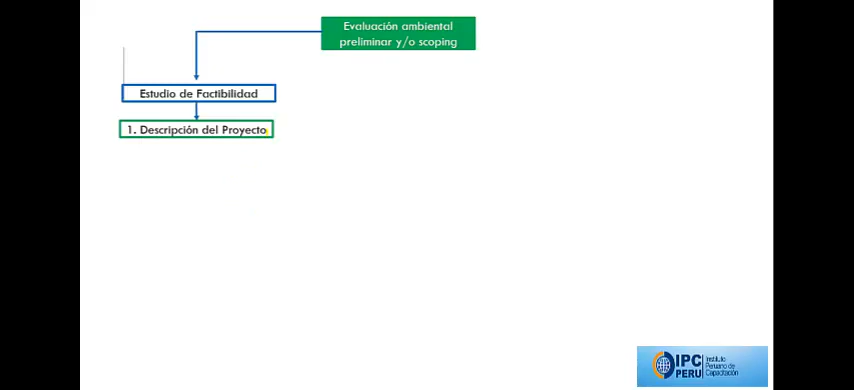 Evaluación ambiental
preliminar y/o scoping
Estudio de Factibilidad
1. Descripción del Proyecto
IPC
PERU
Instituto
Peruano de
Capacitación